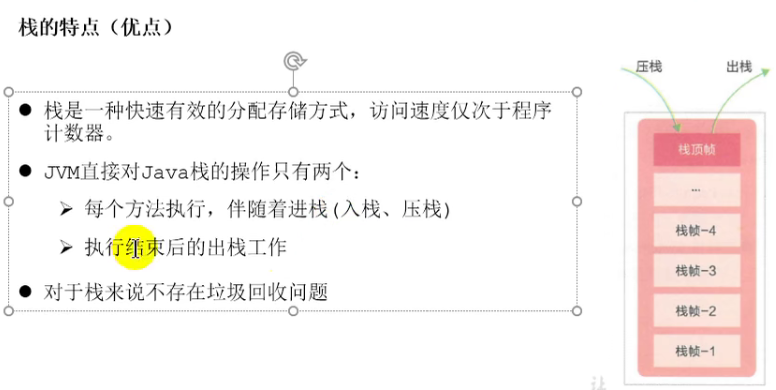 栈的特点（优点）
● 栈是一种快速有效的分配存储方式，访问速度仅次于程序
计数器。
● JVM直接对Java栈的操作只有两个：
➢ 每个方法执行，伴随着进栈(入栈、压栈)
➢ 执行结束后的出栈工作
● 对于栈来说不存在垃圾回收问题
压栈 出栈
栈顶帧
...
栈帧-4
栈帧-3
栈帧-2
栈帧-1
让